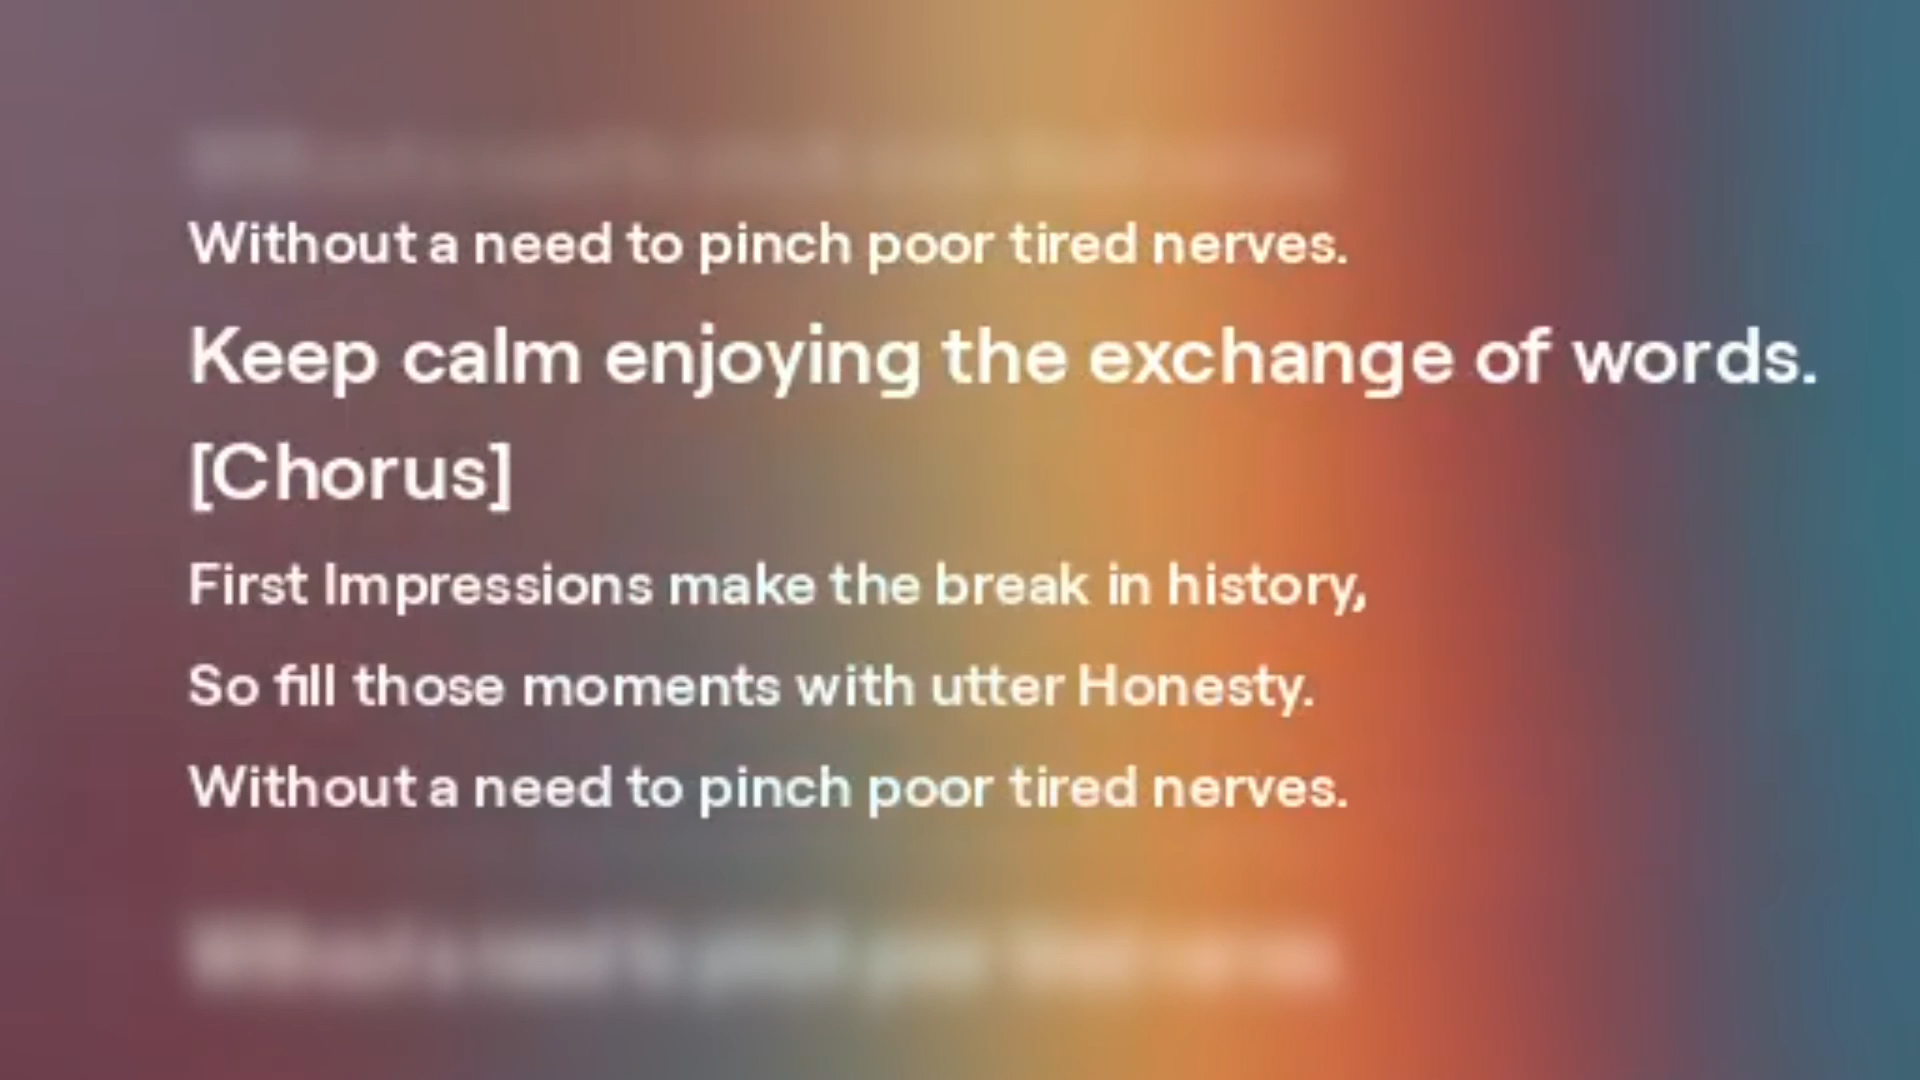 Without a need to pinch poor tired nerves.
Keep calm enjoying the exchange of words.
[Chorus]
First Impressions make the break in history,
So fill those moments with utter Honesty.
Without a need to pinch poor tired nerves.